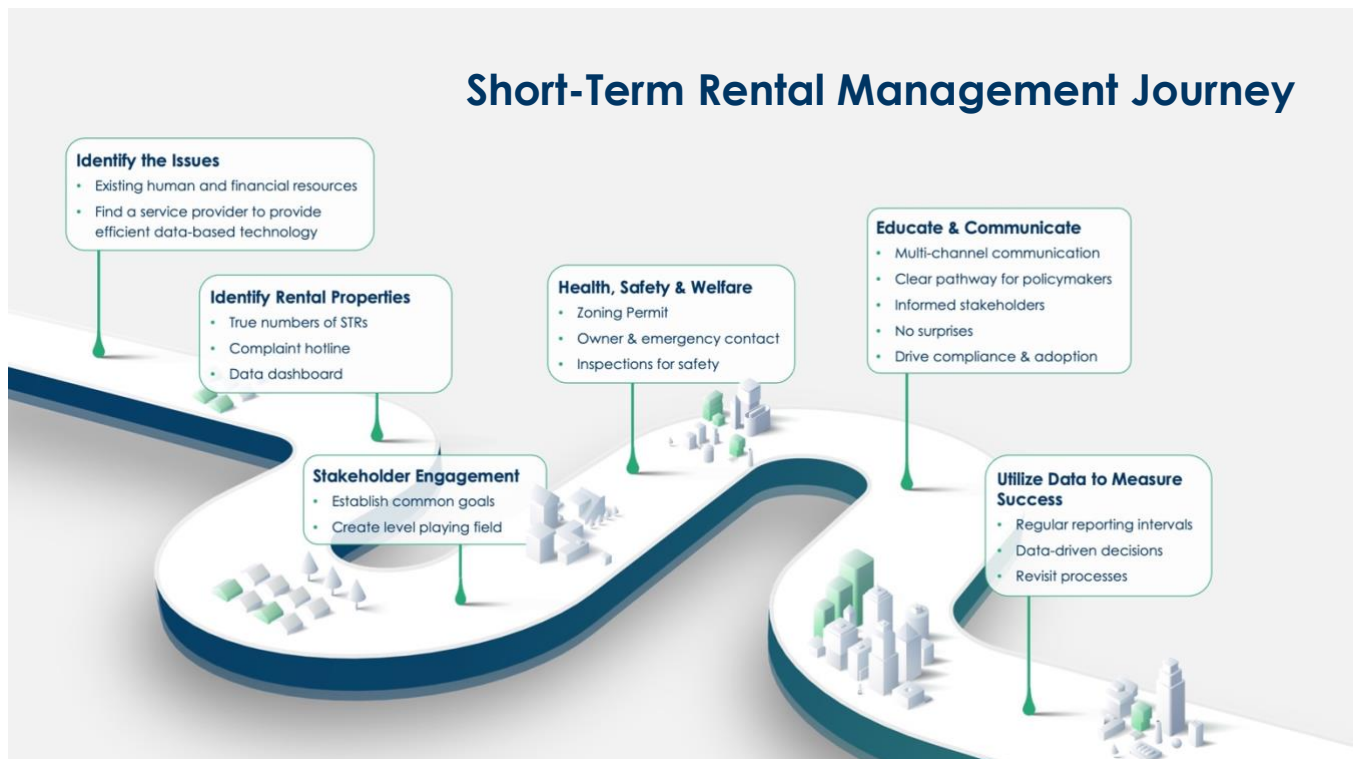 Short-Term Rental Management Journey
Identify the Issues
• Existing human and financial resources
• Find a service provider to provide
efficient data-based technology
Identify Rental Properties
• True numbers of STRs
• Complaint hotline
• Data dashboard
Stakeholder Engagement
• Establish common goals
• Create level playing field
Health, Safety & Welfare
• Zoning Permit
• Owner & emergency contact
• Inspections for safety
Educate & Communicate
• Multi-channel communication
• Clear pathway for policymakers
• Informed stakeholders
• No surprises
• Drive compliance & adoption
Utilize Data to Measure
Success
• Regular reporting intervals
• Data-driven decisions
• Revisit processes